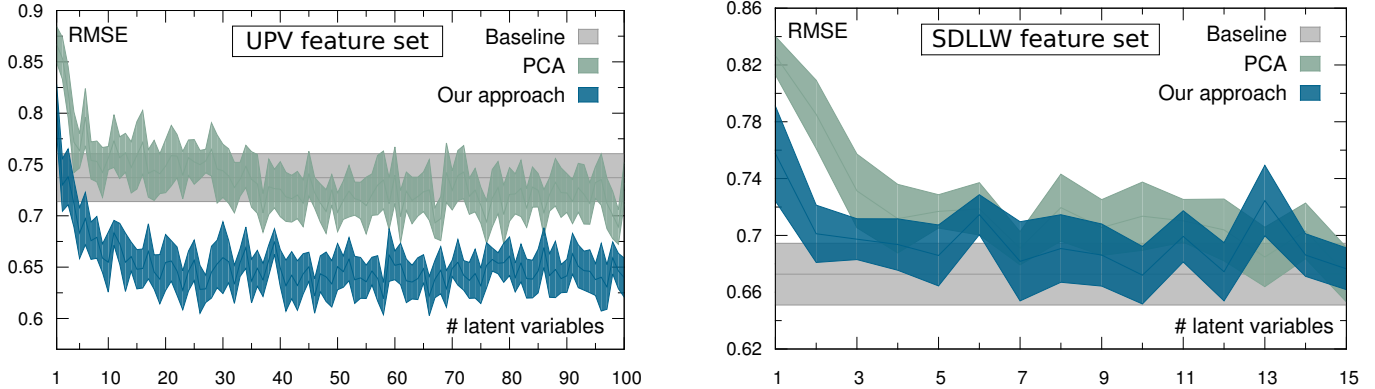 RMSE
UPV feature set
Baseline
PCA
Our approach
# latent variables
0.9
0.85
0.8
0.75
0.7
0.65
0.6
1 10 20 30 40 50 60 70 80 90 100
RMSE
SDLLW feature set
Baseline
PCA
Our approach
# latent variables
0.86
0.82
0.78
0.74
0.7
0.66
0.62
1 3 5 7 9 11 13 15